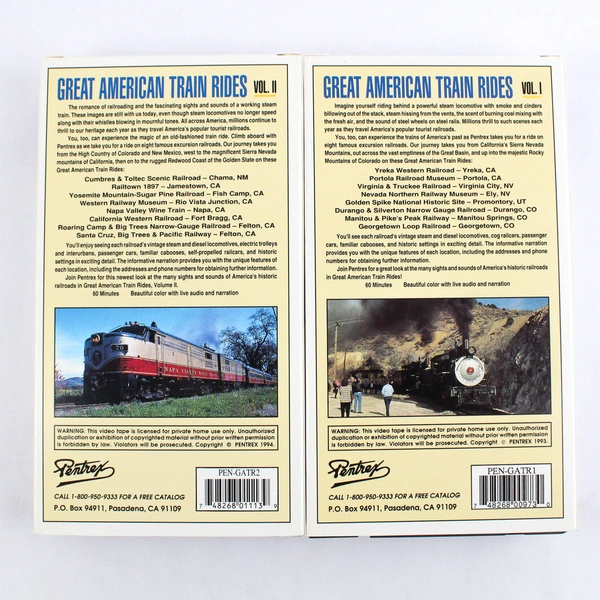 GREAT AMERICAN TRAIN RIDES VOL. II
The romance of railroading and the fascinating sights and sounds of a working steam
train. These images are still with us today, even though steam locomotives no longer
speed along with their whistles blowing in mournful tones. All across America, millions continue to
thrill to our heritage each year as they travel America's popular tourist railroads.
You, too, can experience the magic of an old-fashioned train ride. Climb aboard with
Pentrex as we take you for a ride on eight famous excursion railroads. Our journey takes you
from the High Country of Colorado and New Mexico, west to the magnificent Sierra Nevada
mountains of California, then on to the rugged Redwood Coast of the Golden State on these
Great American Train Rides:
Cumbres & Toltec Scenic Railroad – Chama, NM
Railtown 1897 – Jamestown, CA
Yosemite Mountain-Sugar Pine Railroad – Fish Camp, CA
Western Railway Museum – Rio Vista Junction, CA
Napa Valley Wine Train – Napa, CA
California Western Railroad – Fort Bragg, CA
Roaring Camp & Big Trees Narrow-Gauge Railroad – Felton, CA
Santa Cruz, Big Trees & Pacific Railway – Felton, CA
You'll enjoy seeing each railroad's vintage steam and diesel locomotives, electric trolleys
and interurbans, passenger cars, familiar cabooses, self-propelled railcars, and historic
settings in exciting detail. The informative narration provides you with the unique features of
each location, including the addresses and phone numbers for obtaining further information.
Join Pentrex for this newest look at the many sights and sounds of America's historic railroads
in Great American Train Rides, Volume II.
60 Minutes Beautiful color with live audio and narration
70
NAPA VALLEY WINE
WARNING: This video tape is licensed for private home use only. Unauthorized
duplication or exhibition of copyrighted material without prior written permission
is forbidden by law. Violators will be prosecuted. Copyright © PENTREX 1994.
Pentrex
PEN-GATR2
CALL 1-800-950-9333 FOR A FREE CATALOG
P.O. Box 94911, Pasadena, CA 91109
7 48268 01113 9
GREAT AMERICAN TRAIN RIDES VOL. I
Imagine yourself riding behind a powerful steam locomotive with smoke and cinders
billowing out of the stack, steam hissing from the vents, the scent of burning coal mixing with
the fresh air, and the sound of steel wheels on steel rails. Millions thrill to such scenes each
year as they travel America's popular tourist railroads.
You, too, can experience the trains of America's past as Pentrex takes you for a ride on
eight famous excursion railroads. Our journey takes you from California's Sierra Nevada
Mountains, out across the vast emptiness of the Great Basin, and up into the majestic Rocky
Mountains of Colorado on these Great American Train Rides:
Yreka Western Railroad – Yreka, CA
Portola Railroad Museum – Portola, CA
Virginia & Truckee Railroad – Virginia City, NV
Nevada Northern Railway Museum – Ely, NV
Golden Spike National Historic Site – Promontory, UT
Durango & Silverton Narrow Gauge Railroad – Durango, CO
Manitou & Pike's Peak Railway – Manitou Springs, CO
Georgetown Loop Railroad – Georgetown, CO
You'll see each railroad's vintage steam and diesel locomotives, cog railcars, passenger
cars, familiar cabooses, and historic settings in exciting detail. The informative narration
provides you with the unique features of each location, including the addresses and phone
numbers for obtaining further information.
Join Pentrex for a great look at the many sights and sounds of America's historic railroads
in Great American Train Rides!
60 Minutes Beautiful color with live audio and narration
WARNING: This video tape is licensed for private home use only. Unauthorized
duplication or exhibition of copyrighted material without prior written permission
is forbidden by law. Violators will be prosecuted. Copyright © PENTREX 1993.
Pentrex
PEN-GATR1
CALL 1-800-950-9333 FOR A FREE CATALOG
P.O. Box 94911, Pasadena, CA 91109
7 48268 00973 0